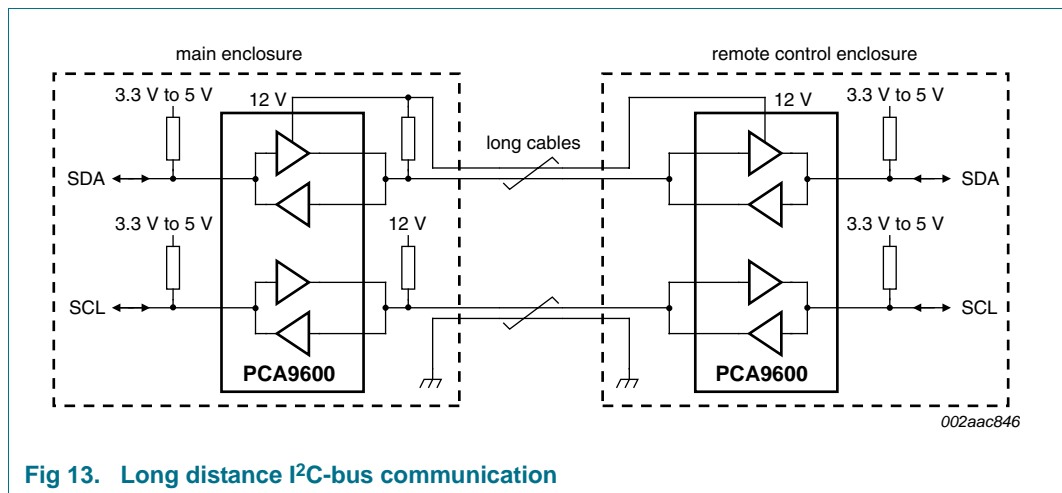 main enclosure
remote control enclosure
3.3 V to 5 V
12 V
12 V
3.3 V to 5 V
long cables
SDA
SDA
3.3 V to 5 V
12 V
3.3 V to 5 V
SCL
SCL
PCA9600
PCA9600
002aac846
Fig 13. Long distance I²C-bus communication